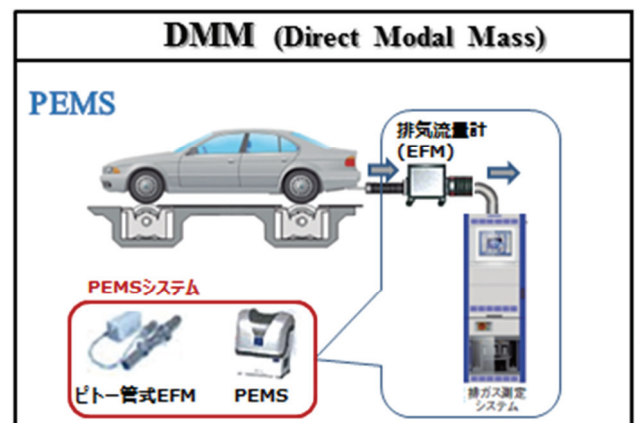 DMM (Direct Modal Mass)
PEMS
排気流量計
(EFM)
PEMSシステム
ピトー管式EFM
PEMS
排ガス測定
システム